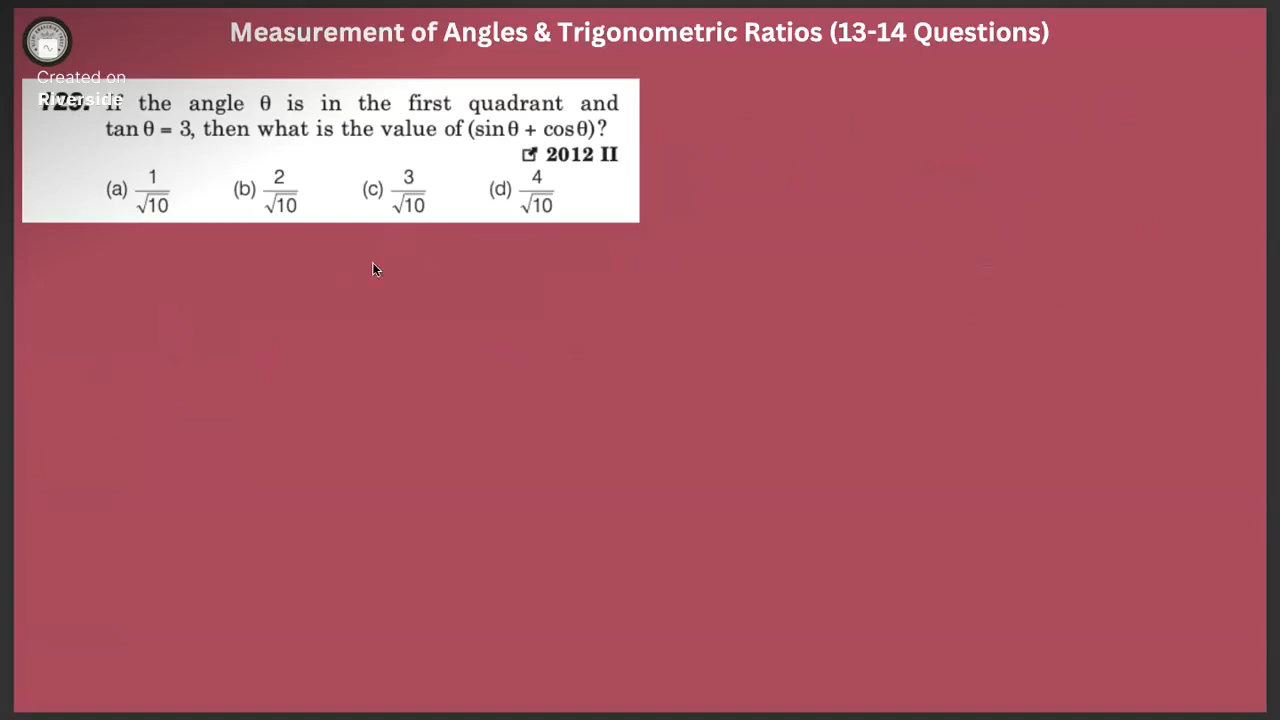 Measurement of Angles & Trigonometric Ratios (13-14 Questions)
Created on
Riverside
If the angle θ is in the first quadrant and
tan θ = 3, then what is the value of (sin θ + cos θ)?
2012 II
(a) 1/√10 (b) 2/√10 (c) 3/√10 (d) 4/√10